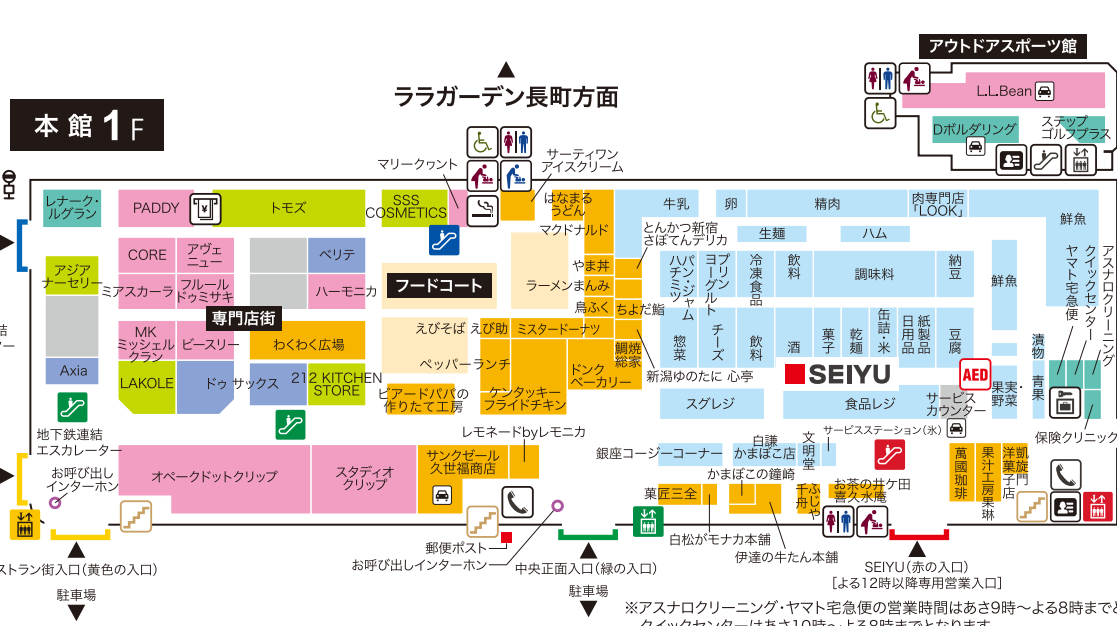 アウトドアスポーツ館
L.L.Bean
Dボルダリング
ステップ
ゴルフプラス
本館1F
ララガーデン長町方面
マリークヮント
サーティワン
アイスクリーム
レナーク・
ルグラン
PADDY
トモズ
SSS
COSMETICS
はなまる
うどん
マクドナルド
牛乳
卵
精肉
肉専門店
「LOOK」
鮮魚
とんかつ新宿
さぼてんデリカ
生麺
ハム
CORE
アヴェ
ニュー
ベリテ
アジア
ナーセリー
ミアスカーラ
フルール
ドゥミサキ
ハーモニカ
フードコート
やま丼
ラーメンまんみ
鳥ふく
ちよだ鮨
パン・ジャム
ハチミツ
プリン
ヨーグルト
冷凍食品
飲料
調味料
納豆
鮮魚
ヤマト宅急便
クイックセンター
アスナロクリーニング
専門店街
MK
ミッシェル
クラン
ビースリー
わくわく広場
えびそば えび助
ミスタードーナツ
鯛焼
総家
惣菜
チーズ
飲料
酒
菓子
乾麺
缶詰・米
紙製品
日用品
豆腐
漬物
青果
Axia
LAKOLE
ドゥ サックス
212 KITCHEN
STORE
ペッパーランチ
ビアードパパの
作りたて工房
ケンタッキー
フライドチキン
ドンク
ベーカリー
新潟ゆのたに 心亭
SEIYU
AED
果実・
野菜
スグレジ
食品レジ
サービス
カウンター
保険クリニック
地下鉄連結
エスカレーター
レモネードbyレモニカ
サービスステーション(氷)
お呼び出し
インターホン
オペークドットクリップ
スタディオ
クリップ
サンクゼール
久世福商店
銀座コージーコーナー
白謙
かまぼこ店
文明堂
かまぼこの鐘崎
菓匠三全
千舟
ふじや
お茶の井ケ田
喜久水庵
萬國珈琲
果汁工房果琳
凱旋門
洋菓子店
郵便ポスト
白松がモナカ本舗
お呼び出しインターホン
中央正面入口(緑の入口)
伊達の牛たん本舗
ストラン街入口(黄色の入口)
SEIYU(赤の入口)
[よる12時以降専用営業入口]
駐車場
駐車場
※アスナロクリーニング・ヤマト宅急便の営業時間はあさ9時〜よる8時まで
クイックセンターはあさ10時〜よる8時までとなります